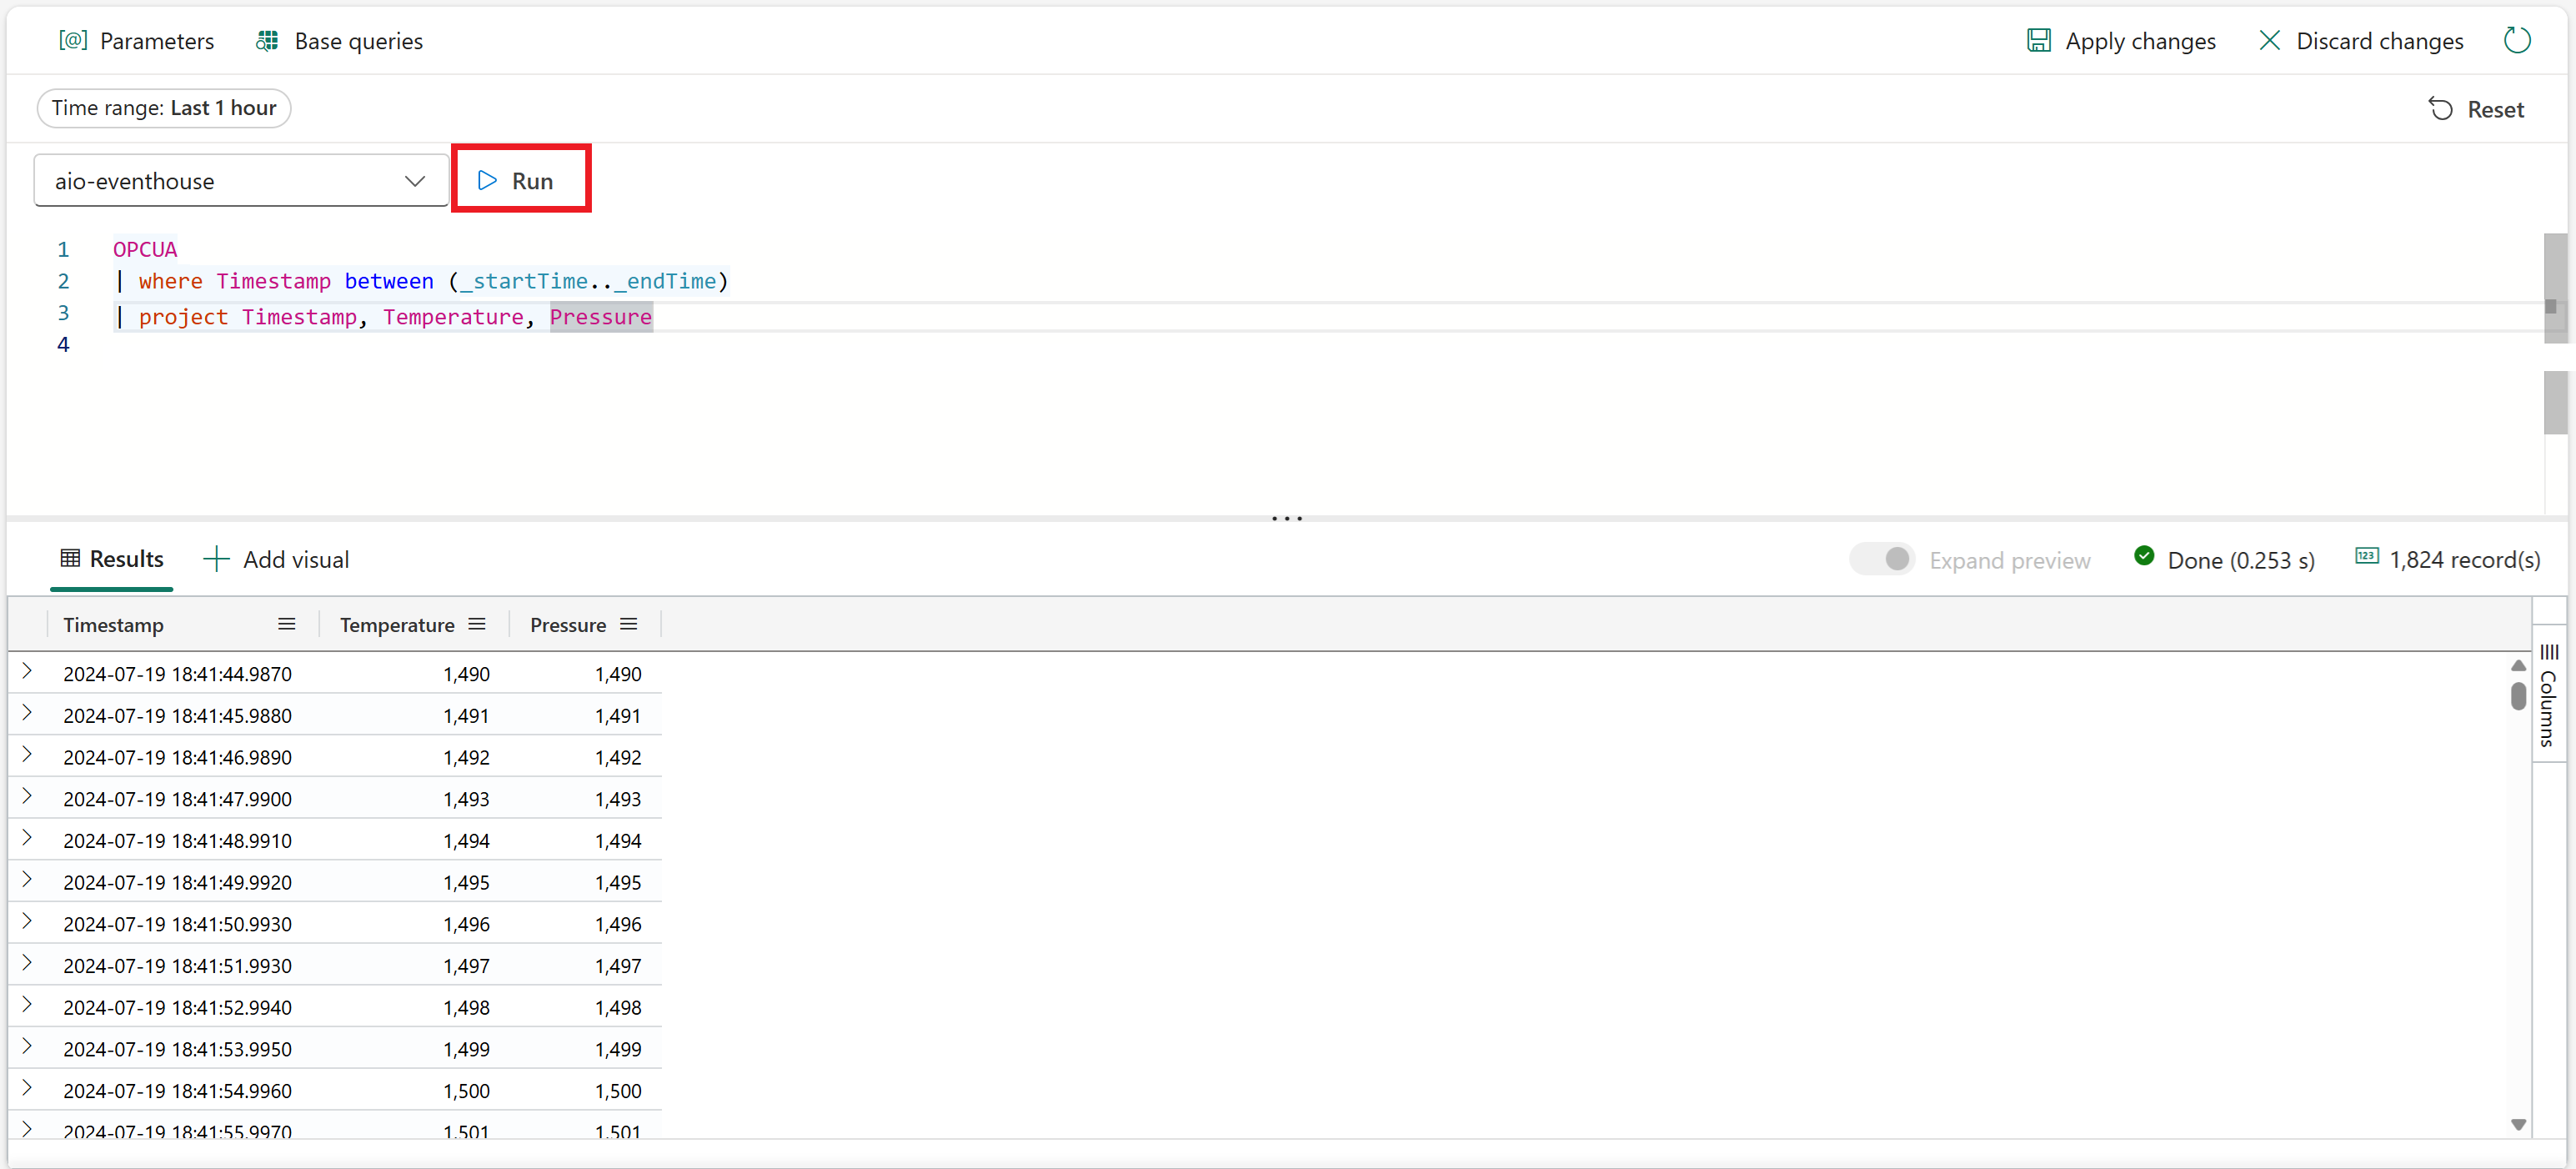 [@] Parameters Base queries Apply changes Discard changes
Time range: Last 1 hour Reset
aio-eventhouse Run
1 OPCUA
2 | where Timestamp between (_startTime.._endTime)
3 | project Timestamp, Temperature, Pressure
4
Results Add visual Expand preview Done (0.253 s) 123 1,824 record(s)
Timestamp Temperature Pressure
Columns
2024-07-19 18:41:44.9870 1,490 1,490
2024-07-19 18:41:45.9880 1,491 1,491
2024-07-19 18:41:46.9890 1,492 1,492
2024-07-19 18:41:47.9900 1,493 1,493
2024-07-19 18:41:48.9910 1,494 1,494
2024-07-19 18:41:49.9920 1,495 1,495
2024-07-19 18:41:50.9930 1,496 1,496
2024-07-19 18:41:51.9930 1,497 1,497
2024-07-19 18:41:52.9940 1,498 1,498
2024-07-19 18:41:53.9950 1,499 1,499
2024-07-19 18:41:54.9960 1,500 1,500
2024-07-19 18:41:55.9970 1,501 1,501